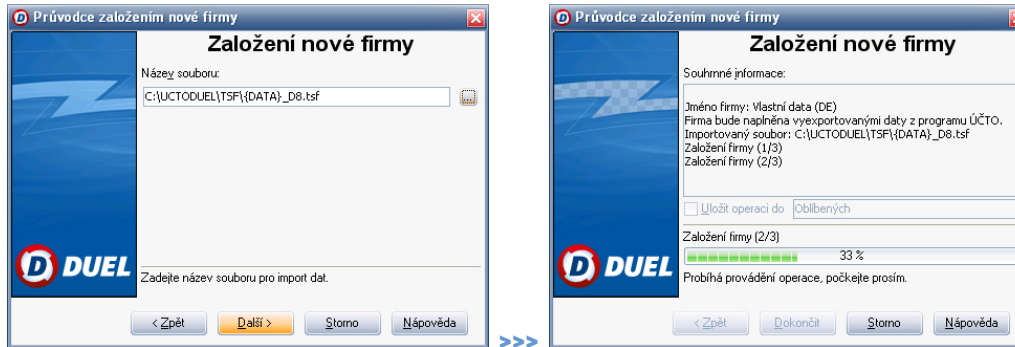 Průvodce založením nové firmy
Založení nové firmy
Název souboru:
C:\UCTODUEL\TSF\{DATA}_D8.tsf
...
DUEL
Zadejte název souboru pro import dat.
< Zpět
Další >
Storno
Nápověda
>>>
Průvodce založením nové firmy
Založení nové firmy
Souhrnné informace:
Jméno firmy: Vlastní data (DE)
Firma bude naplněna vyexportovanými daty z programu ÚČTO.
Importovaný soubor: C:\UCTODUEL\TSF\{DATA}_D8.tsf
Založení firmy (1/3)
Založení firmy (2/3)
Uložit operaci do
Oblíbených
Založení firmy (2/3)
33 %
DUEL
Probíhá provádění operace, počkejte prosím.
< Zpět
Dokončit
Storno
Nápověda